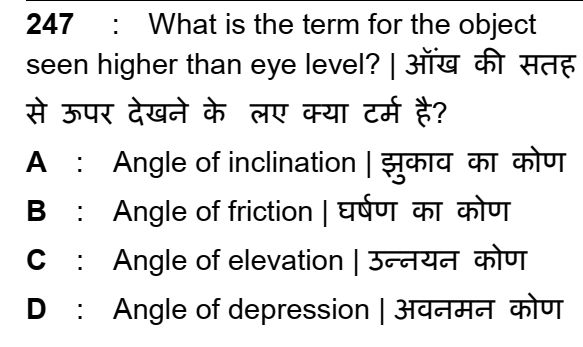 247 : What is the term for the object
seen higher than eye level? | आँख की सतह
से ऊपर देखने के लए क्या टर्म है?
A : Angle of inclination | झुकाव का कोण
B : Angle of friction | घर्षण का कोण
C : Angle of elevation | उन्नयन कोण
D : Angle of depression | अवनमन कोण